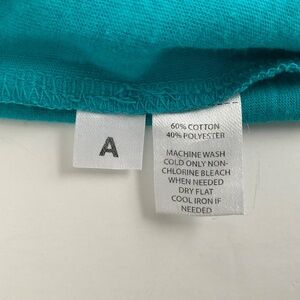 A
60% COTTON
40% POLYESTER
MACHINE WASH
COLD ONLY NON-
CHLORINE BLEACH
WHEN NEEDED
DRY FLAT
COOL IRON IF
NEEDED